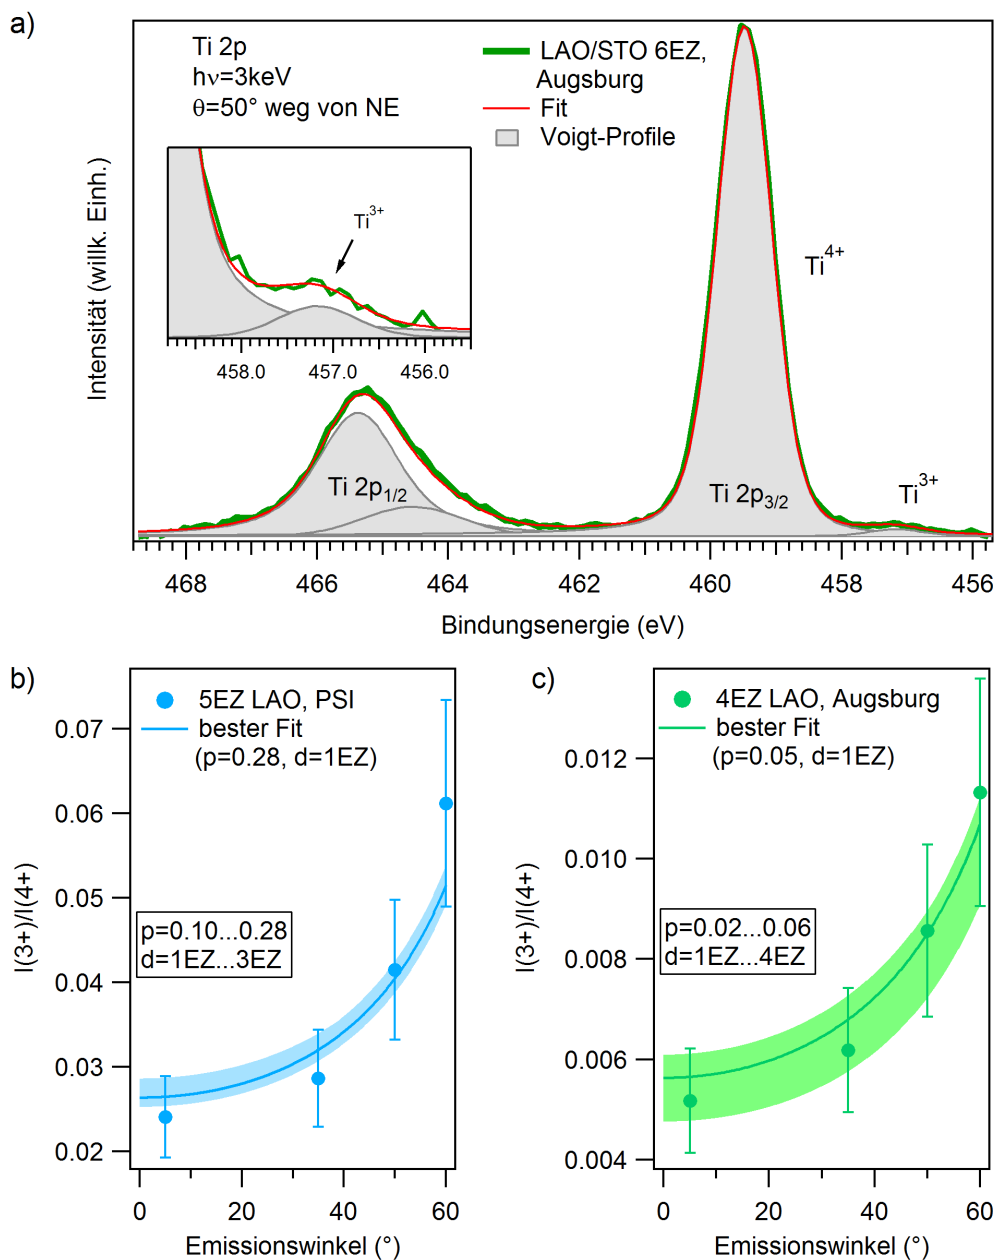 a)
Ti 2p
hν=3keV
θ=50° weg von NE
LAO/STO 6EZ,
Augsburg
Fit
Voigt-Profile
Ti³⁺
458.0 457.0 456.0
Ti⁴⁺
Ti 2p₁/₂
Ti 2p₃/₂
Ti³⁺
Intensität (willk. Einh.)
468 466 464 462 460 458 456
Bindungsenergie (eV)
b)
5EZ LAO, PSI
bester Fit
(p=0.28, d=1EZ)
p=0.10...0.28
d=1EZ...3EZ
I(3+)/I(4+)
0.07
0.06
0.05
0.04
0.03
0.02
0 20 40 60
Emissionswinkel (°)
c)
4EZ LAO, Augsburg
bester Fit
(p=0.05, d=1EZ)
p=0.02...0.06
d=1EZ...4EZ
I(3+)/I(4+)
0.012
0.010
0.008
0.006
0.004
0 20 40 60
Emissionswinkel (°)